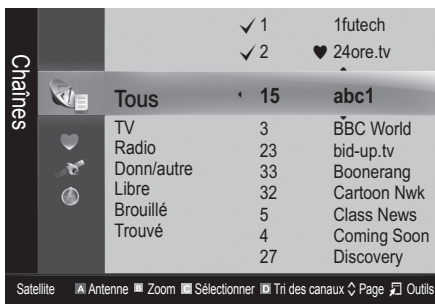 Chaînes
✓ 1 1futech
✓ 2 ♥ 24ore.tv
Tous 15 abc1
TV 3 BBC World
Radio 23 bid-up.tv
Donn/autre 33 Boonerang
Libre 32 Cartoon Nwk
Brouillé 5 Class News
Trouvé 4 Coming Soon
27 Discovery
Satellite A Antenne B Zoom C Sélectionner D Tri des canaux Page Outils